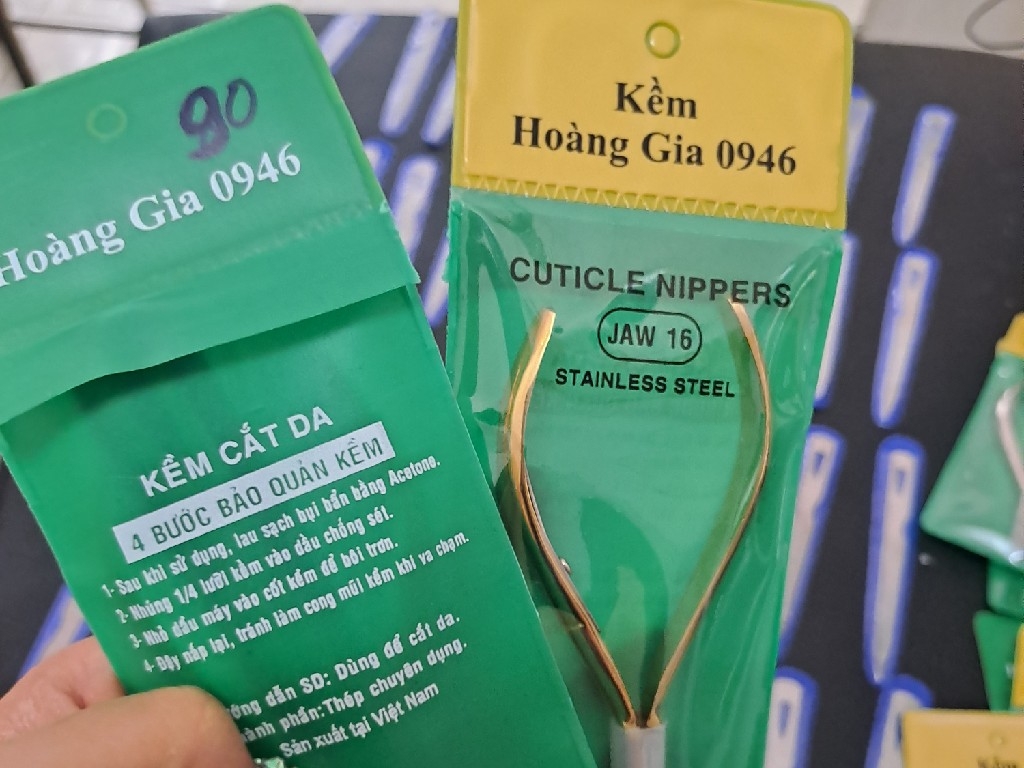 90
Hoàng Gia 0946
KỀM CẮT DA
4 BƯỚC BẢO QUẢN KỀM
1- Sau khi sử dụng, lau sạch bụi bẩn bằng Acetone.
2- Nhúng 1/4 lưỡi kềm vào dầu chống sét.
3- Nhỏ dầu máy vào cốt kềm để bôi trơn.
4- Đậy nắp lại, tránh làm cong mũi kềm khi va chạm.
dẫn SD: Dùng để cắt da.
phần: Thép chuyên dụng.
Sản xuất tại Việt Nam
Kềm
Hoàng Gia 0946
CUTICLE NIPPERS
JAW 16
STAINLESS STEEL
Kềm